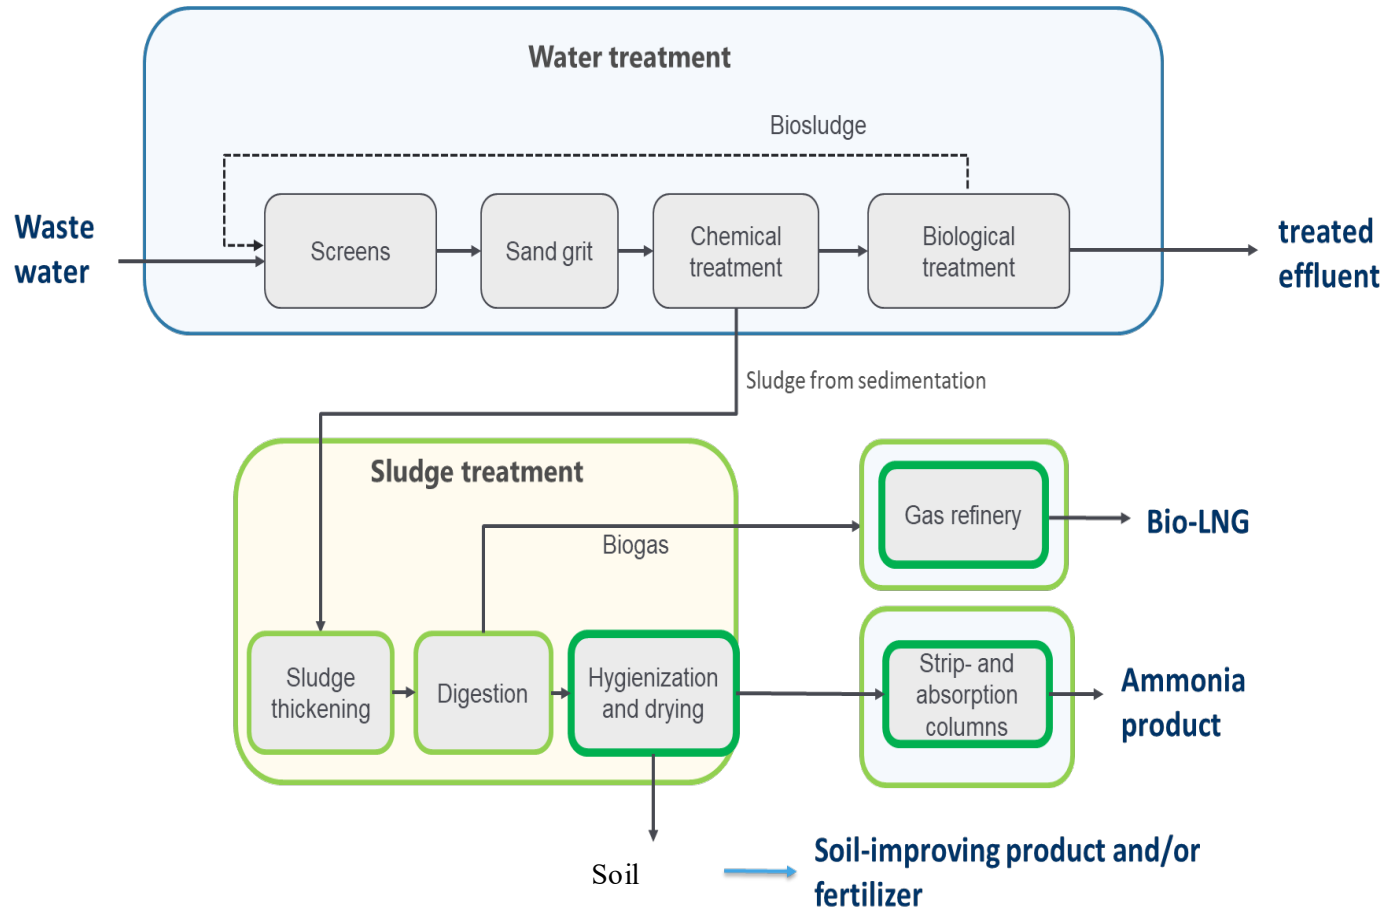 Water treatment
Biosludge
Waste
water
Screens
Sand grit
Chemical
treatment
Biological
treatment
treated
effluent
Sludge from sedimentation
Sludge treatment
Biogas
Gas refinery
Bio-LNG
Sludge
thickening
Digestion
Hygienization
and drying
Strip- and
absorption
columns
Ammonia
product
Soil
Soil-improving product and/or
fertilizer